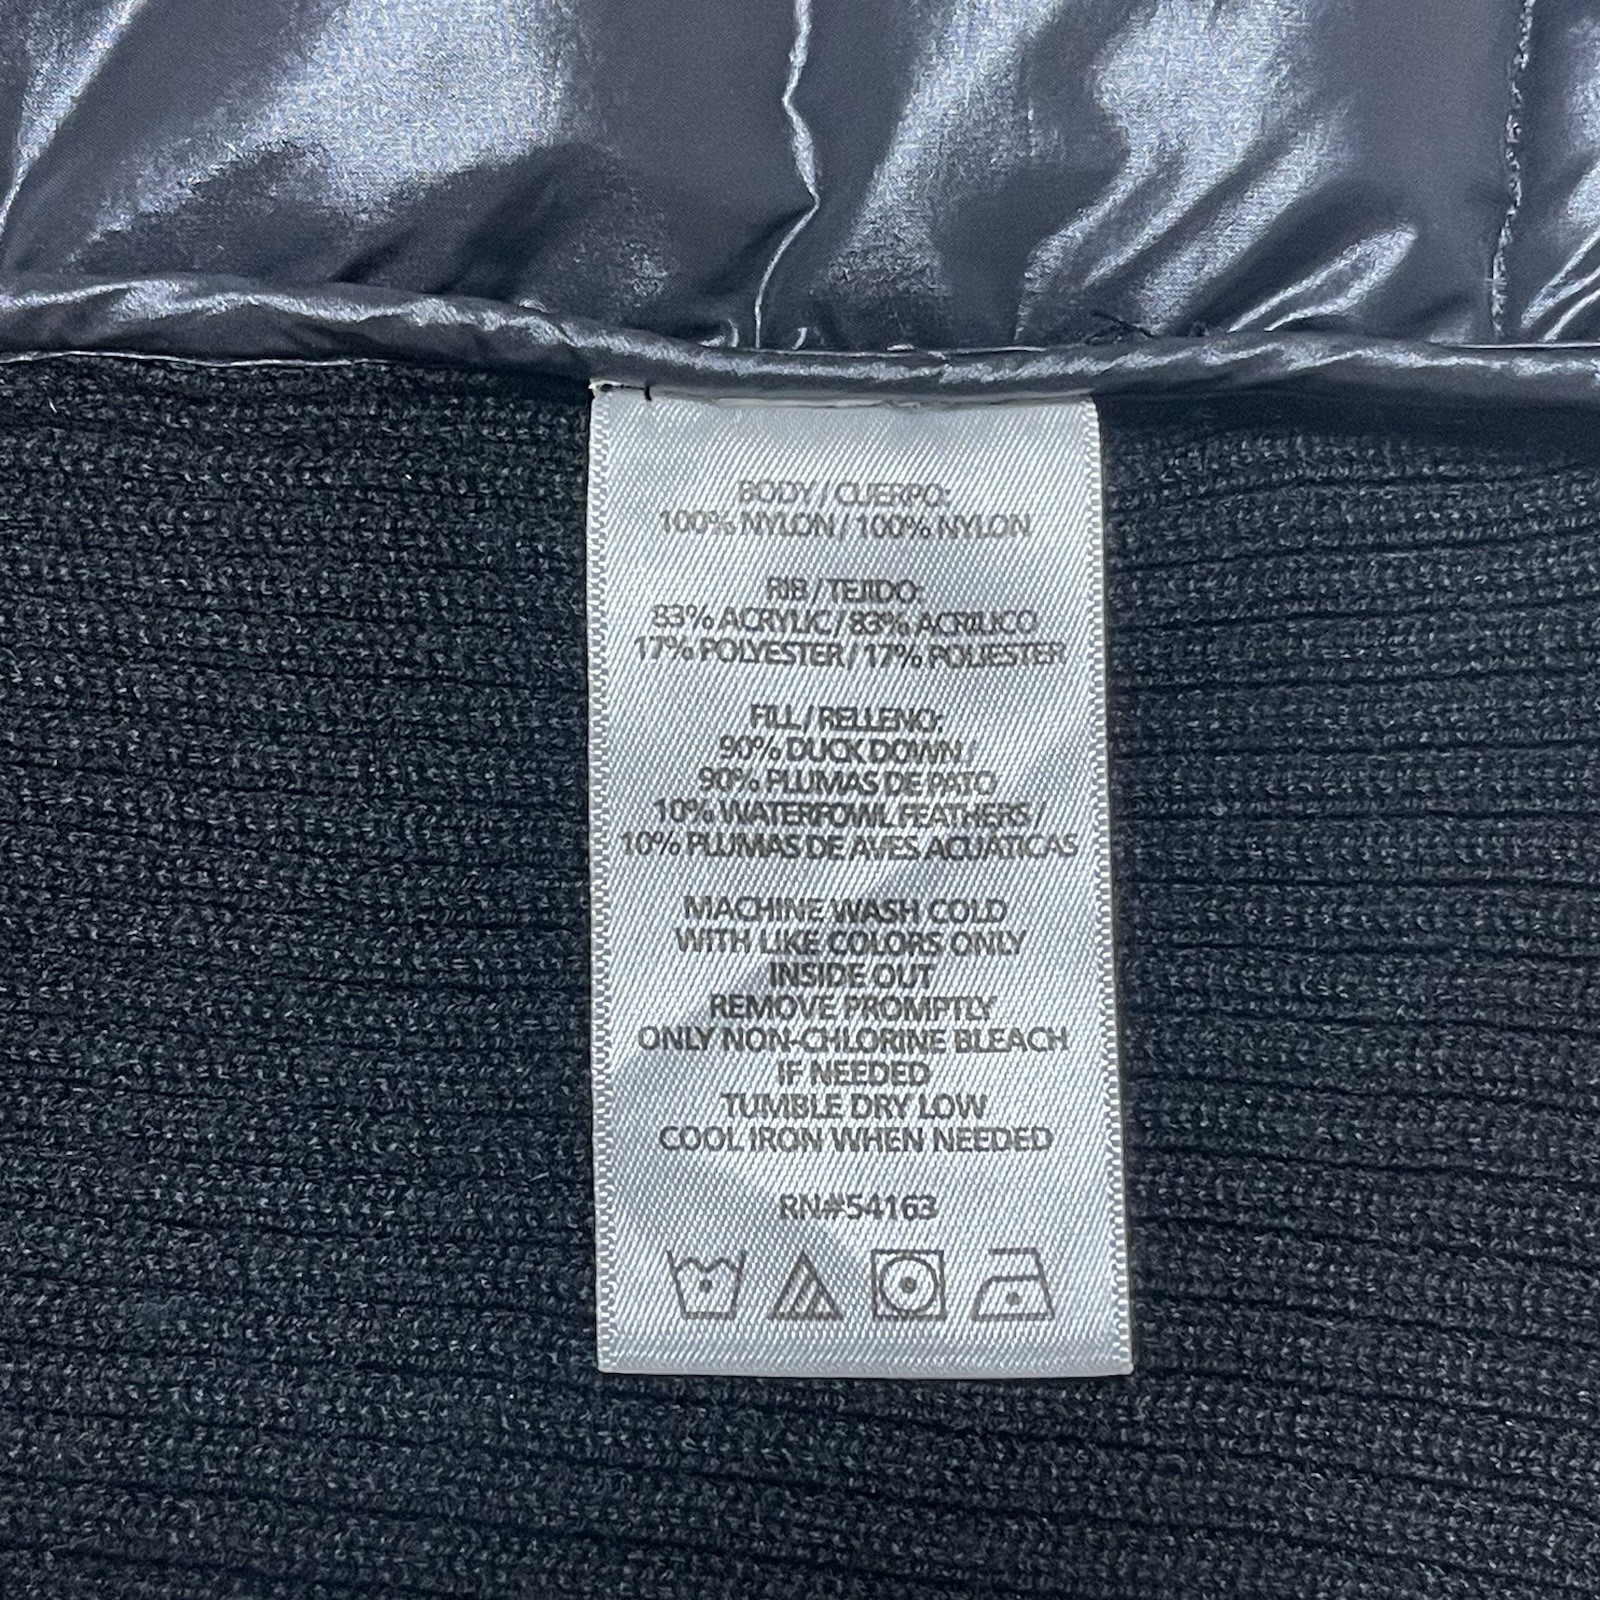 BODY / CUERPO:
100% NYLON / 100% NYLON
RIB / TEJIDO:
83% ACRYLIC / 83% ACRILICO
17% POLYESTER / 17% POLIESTER
FILL / RELLENO:
90% DUCK DOWN /
90% PLUMAS DE PATO
10% WATERFOWL FEATHERS /
10% PLUMAS DE AVES ACUÁTICAS
MACHINE WASH COLD
WITH LIKE COLORS ONLY
INSIDE OUT
REMOVE PROMPTLY
ONLY NON-CHLORINE BLEACH
IF NEEDED
TUMBLE DRY LOW
COOL IRON WHEN NEEDED
RN#54163